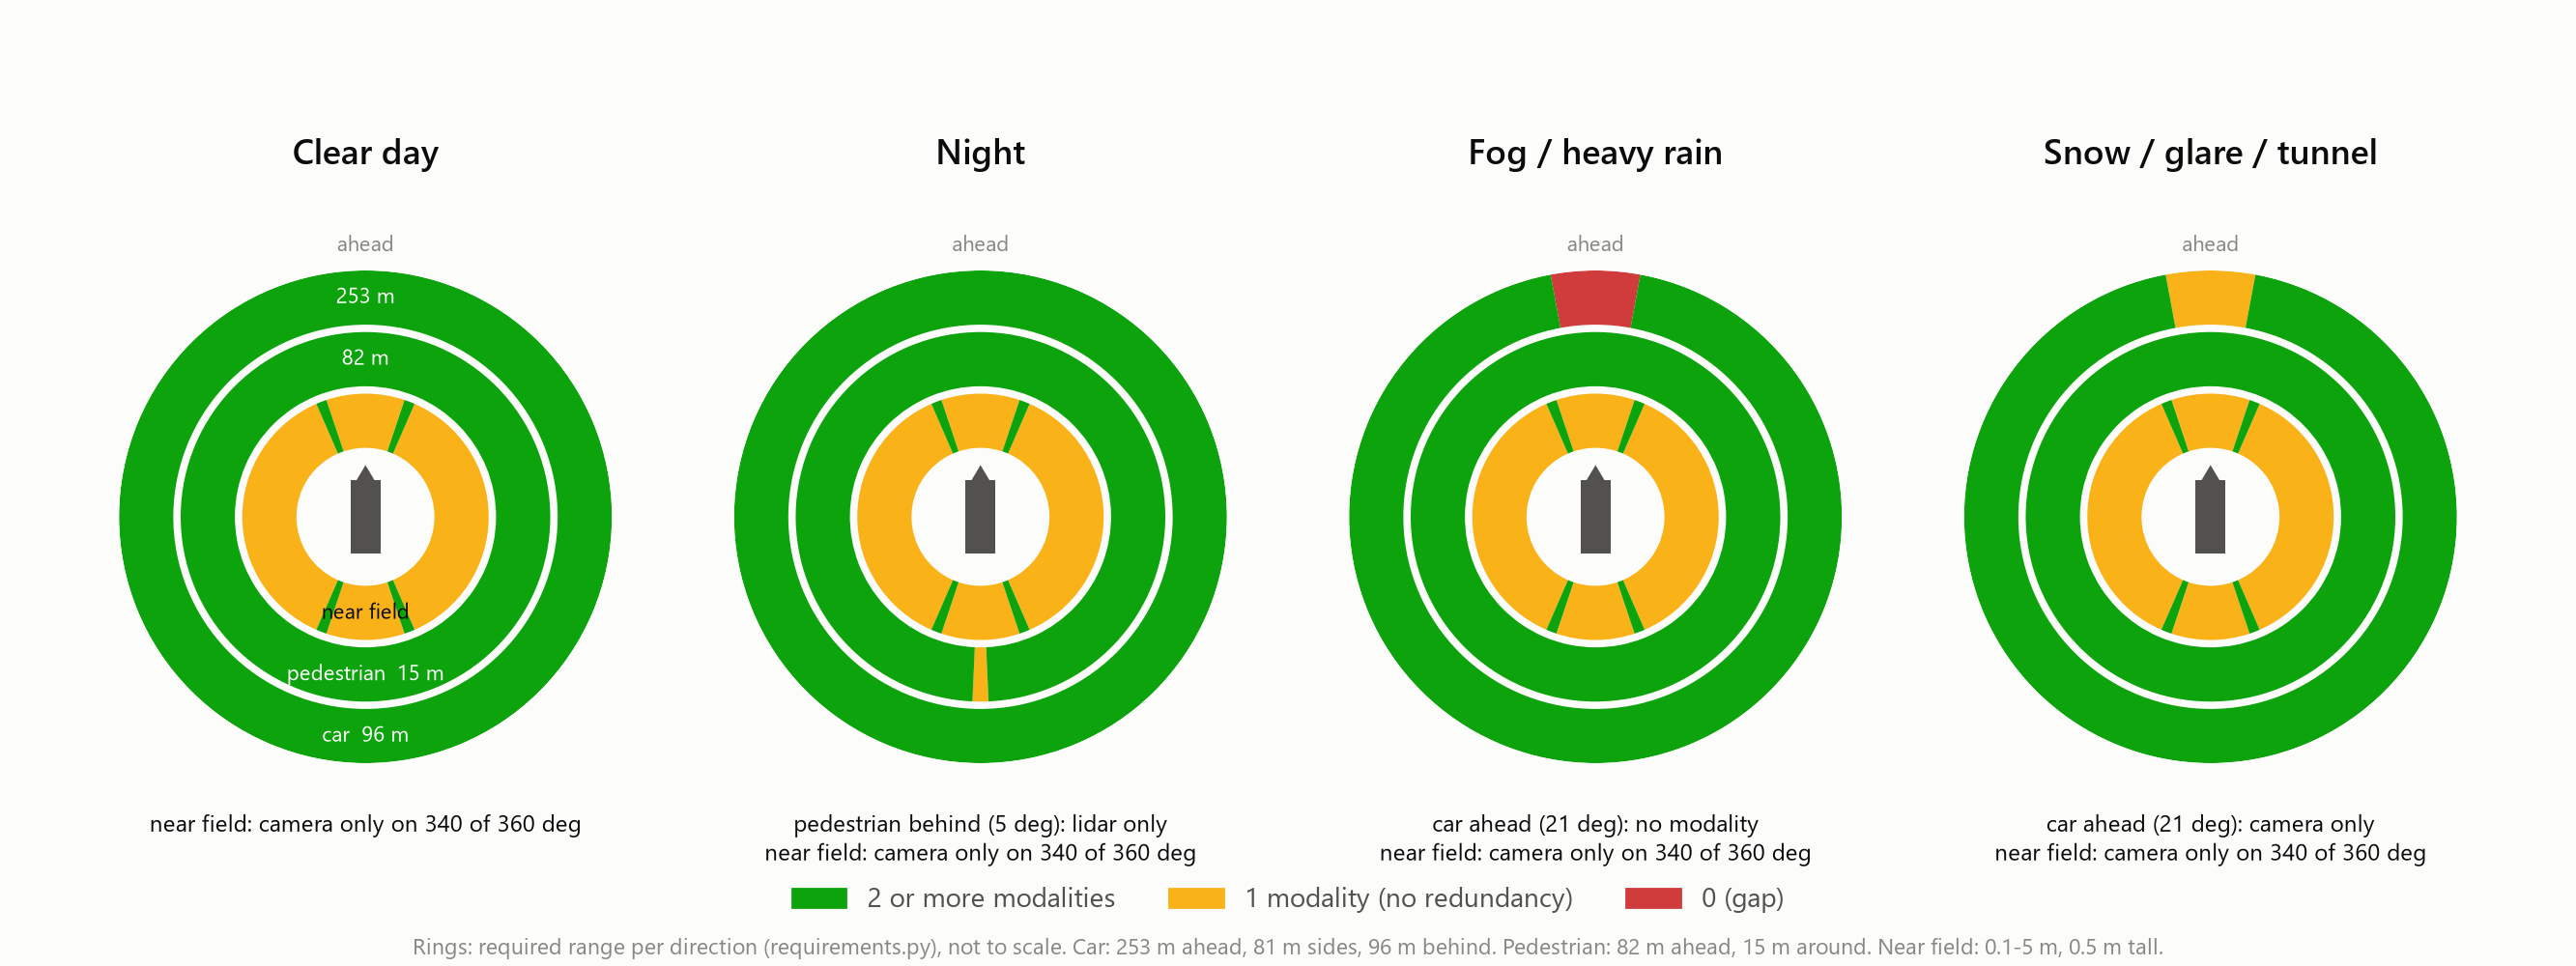 Clear day
Night
Fog / heavy rain
Snow / glare / tunnel
ahead
ahead
ahead
ahead
253 m
82 m
near field
pedestrian 15 m
car 96 m
near field: camera only on 340 of 360 deg
pedestrian behind (5 deg): lidar only
near field: camera only on 340 of 360 deg
car ahead (21 deg): no modality
near field: camera only on 340 of 360 deg
car ahead (21 deg): camera only
near field: camera only on 340 of 360 deg
2 or more modalities
1 modality (no redundancy)
0 (gap)
Rings: required range per direction (requirements.py), not to scale. Car: 253 m ahead, 81 m sides, 96 m behind. Pedestrian: 82 m ahead, 15 m around. Near field: 0.1-5 m, 0.5 m tall.